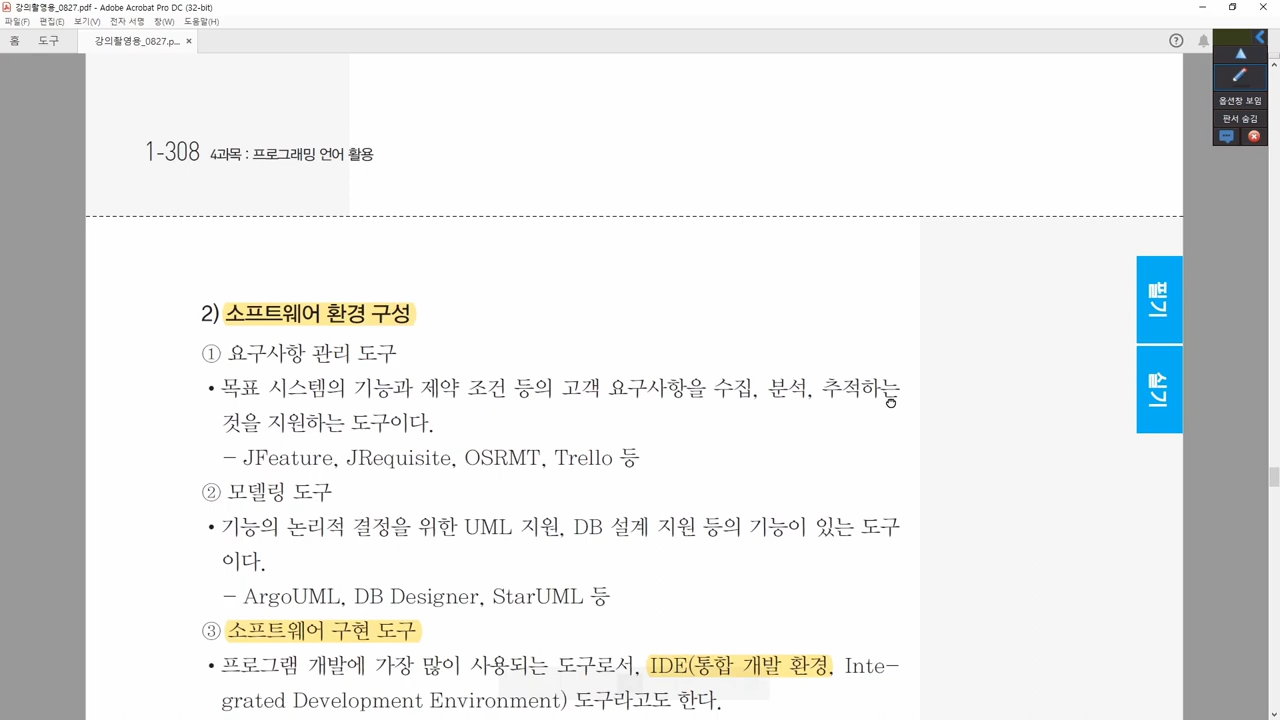 강의촬영용_0827.pdf - Adobe Acrobat Pro DC (32-bit)
파일(F) 편집(E) 보기(V) 전자 서명 창(W) 도움말(H)
홈 도구 강의촬영용_0827.p... ×
옵션창 보임
판서 숨김
1-308 4과목 : 프로그래밍 언어 활용
필기
실기
2) 소프트웨어 환경 구성
① 요구사항 관리 도구
• 목표 시스템의 기능과 제약 조건 등의 고객 요구사항을 수집, 분석, 추적하는
것을 지원하는 도구이다.
- JFeature, JRequisite, OSRMT, Trello 등
② 모델링 도구
• 기능의 논리적 결정을 위한 UML 지원, DB 설계 지원 등의 기능이 있는 도구
이다.
- ArgoUML, DB Designer, StarUML 등
③ 소프트웨어 구현 도구
• 프로그램 개발에 가장 많이 사용되는 도구로서, IDE(통합 개발 환경, Inte-
grated Development Environment) 도구라고도 한다.